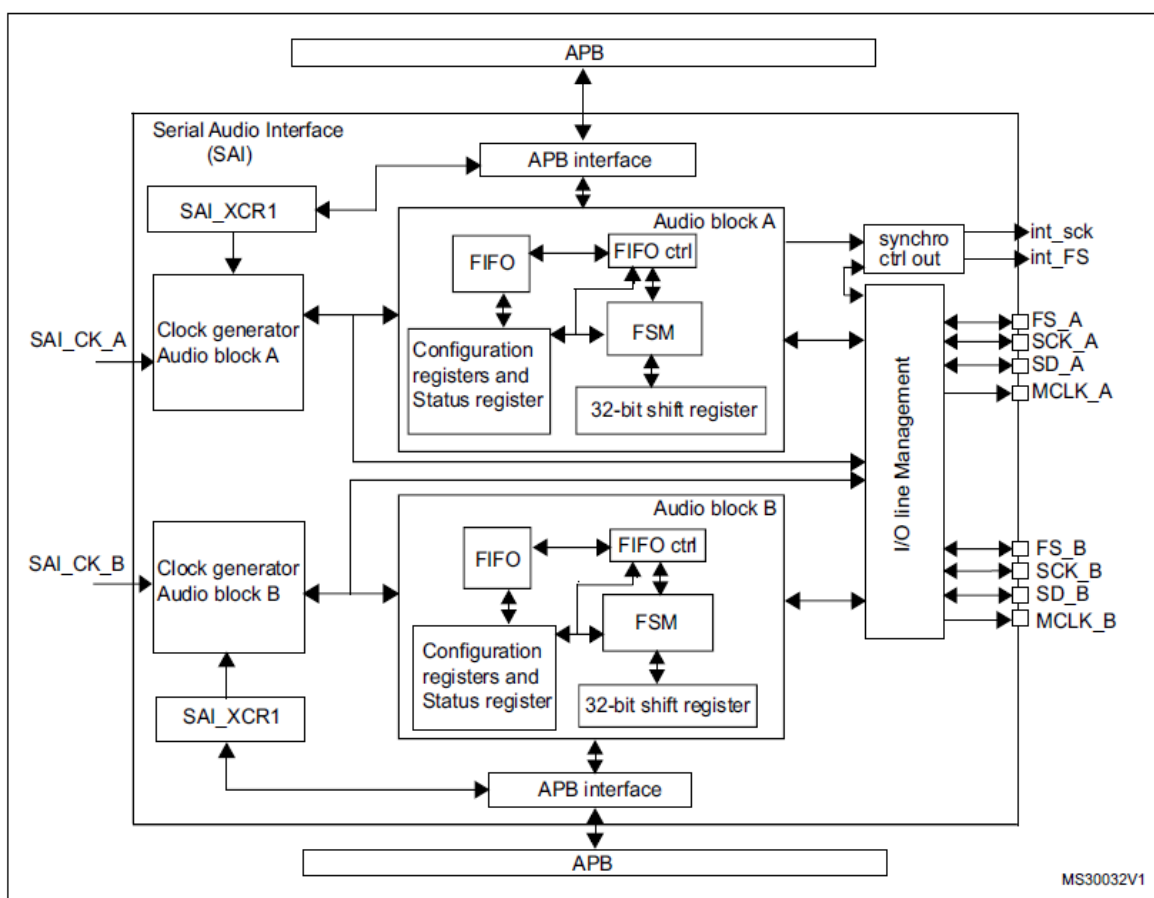 APB
Serial Audio Interface
(SAI)
APB interface
SAI_XCR1
Audio block A
FIFO
FIFO ctrl
synchro
ctrl out
int_sck
int_FS
Clock generator
Audio block A
SAI_CK_A
FSM
Configuration
registers and
Status register
32-bit shift register
I/O line Management
FS_A
SCK_A
SD_A
MCLK_A
Audio block B
FIFO
FIFO ctrl
Clock generator
Audio block B
SAI_CK_B
FSM
Configuration
registers and
Status register
32-bit shift register
FS_B
SCK_B
SD_B
MCLK_B
SAI_XCR1
APB interface
APB
MS30032V1